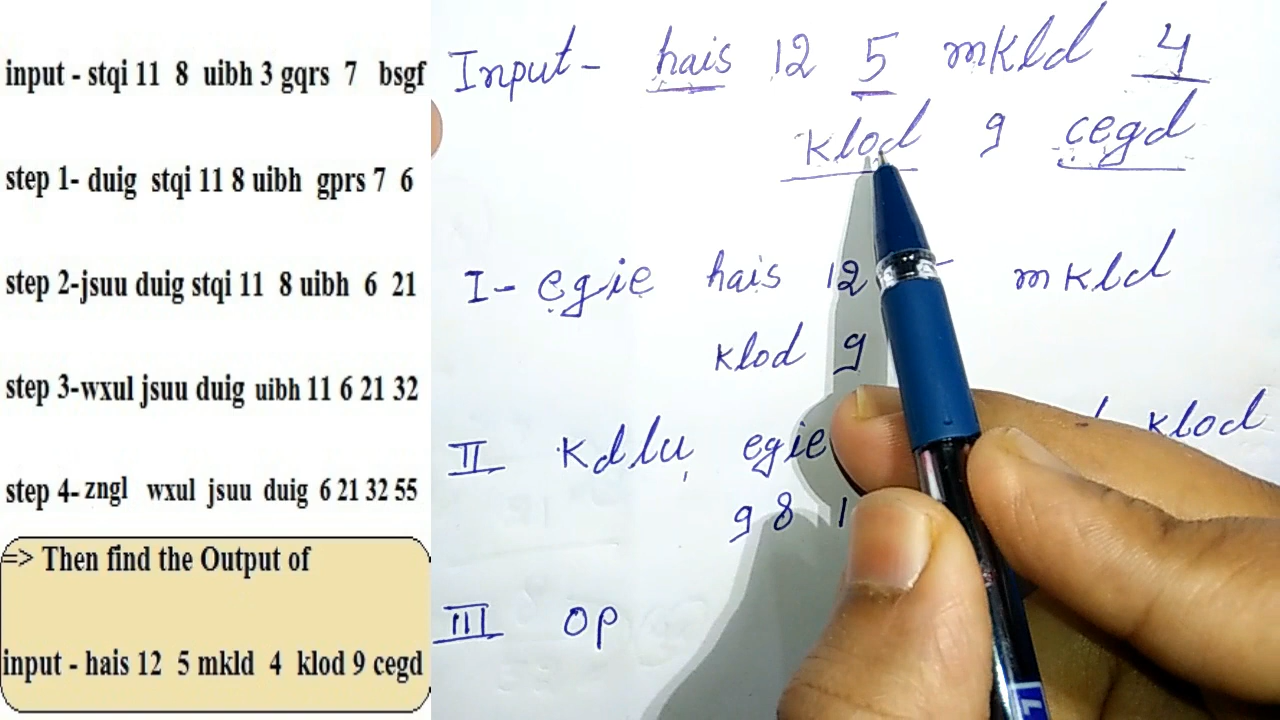 input - stqi 11 8 uibh 3 gqrs 7 bsgf
step 1- duig stqi 11 8 uibh gprs 7 6
step 2-jsuu duig stqi 11 8 uibh 6 21
step 3-wxul jsuu duig uibh 11 6 21 32
step 4- zngl wxul jsuu duig 6 21 32 55
=> Then find the Output of
input - hais 12 5 mkld 4 klod 9 cegd
Input- hais 12 5 mkld 4
klod 9 cegd
I- egie hais 12 mkld
klod 9
II kdlu egie klod
9 8 1
III op